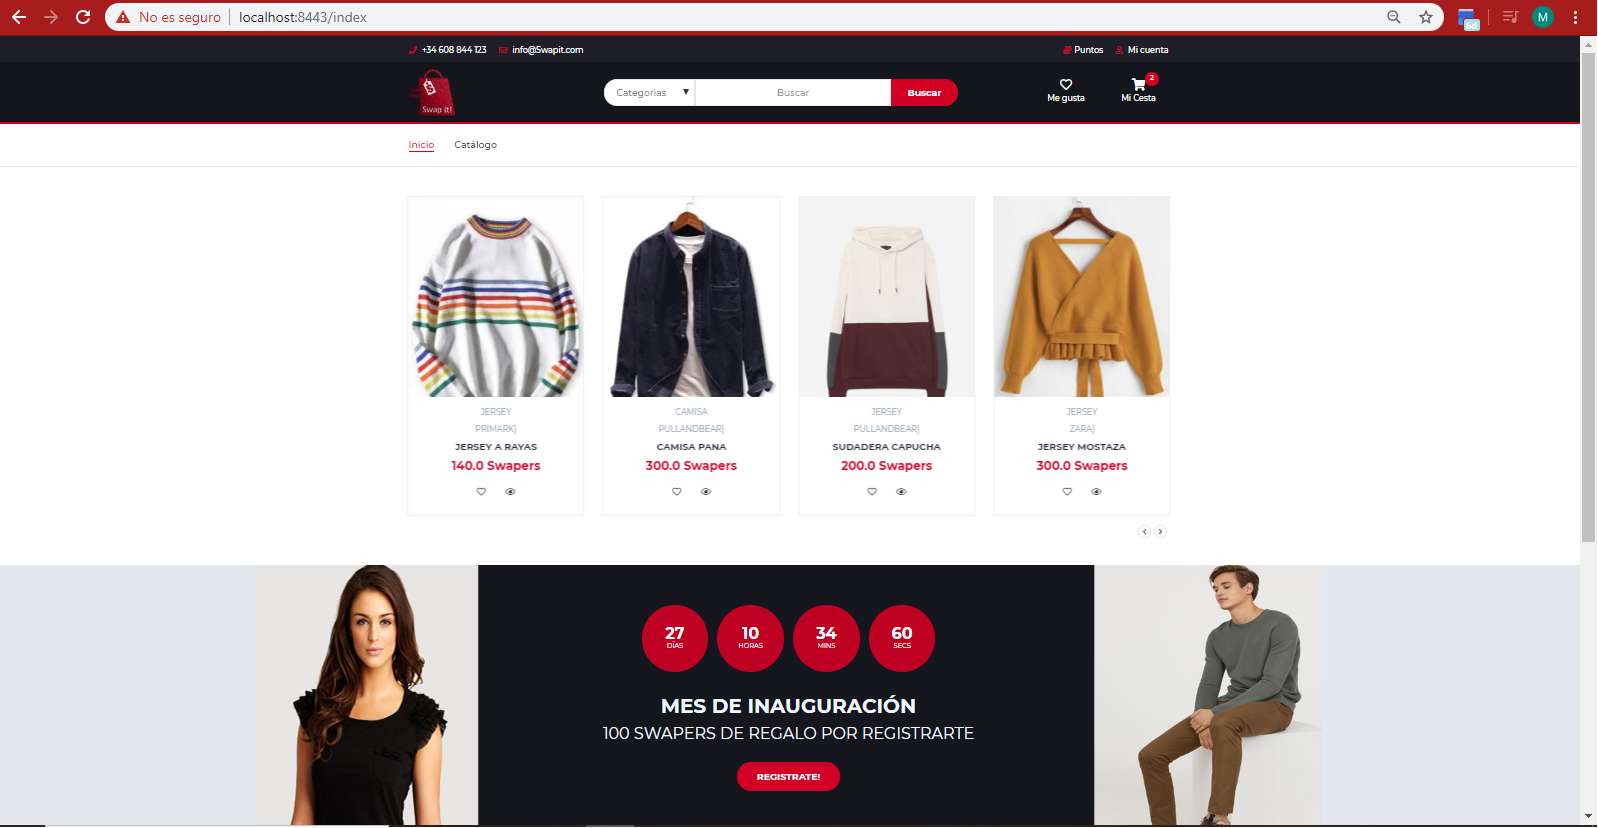 No es seguro | localhost:8443/index
6d
M
+34 608 844 123 info@Swapit.com Puntos Mi cuenta
Swap it!
Categorias ▼ Buscar Buscar
Me gusta
2
Mi Cesta
Inicio Catálogo
JERSEY
PRIMARK}
JERSEY A RAYAS
140.0 Swapers
CAMISA
PULLANDBEAR}
CAMISA PANA
300.0 Swapers
JERSEY
PULLANDBEAR}
SUDADERA CAPUCHA
200.0 Swapers
JERSEY
ZARA}
JERSEY MOSTAZA
300.0 Swapers
27 10 34 60
DÍAS HORAS MINS SECS
MES DE INAUGURACIÓN
100 SWAPERS DE REGALO POR REGISTRARTE
REGISTRATE!